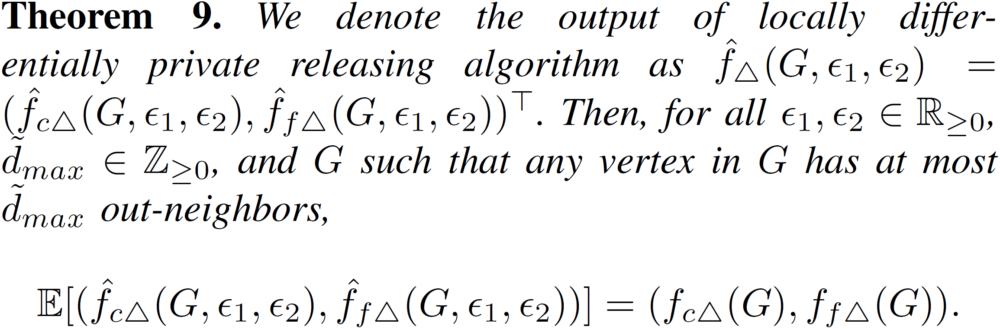 Theorem 9. We denote the output of locally differ-
entially private releasing algorithm as $\hat{f}_{\triangle}(G, \epsilon_1, \epsilon_2)$ =
$(\hat{f}_{c\triangle}(G, \epsilon_1, \epsilon_2), \hat{f}_{f\triangle}(G, \epsilon_1, \epsilon_2))^{\top}$. Then, for all $\epsilon_1, \epsilon_2 \in \mathbb{R}_{\geq 0}$,
$\tilde{d}_{max} \in \mathbb{Z}_{\geq 0}$, and $G$ such that any vertex in $G$ has at most
$\tilde{d}_{max}$ out-neighbors,
$\mathbb{E}[(\hat{f}_{c\triangle}(G, \epsilon_1, \epsilon_2), \hat{f}_{f\triangle}(G, \epsilon_1, \epsilon_2))] = (f_{c\triangle}(G), f_{f\triangle}(G)).$